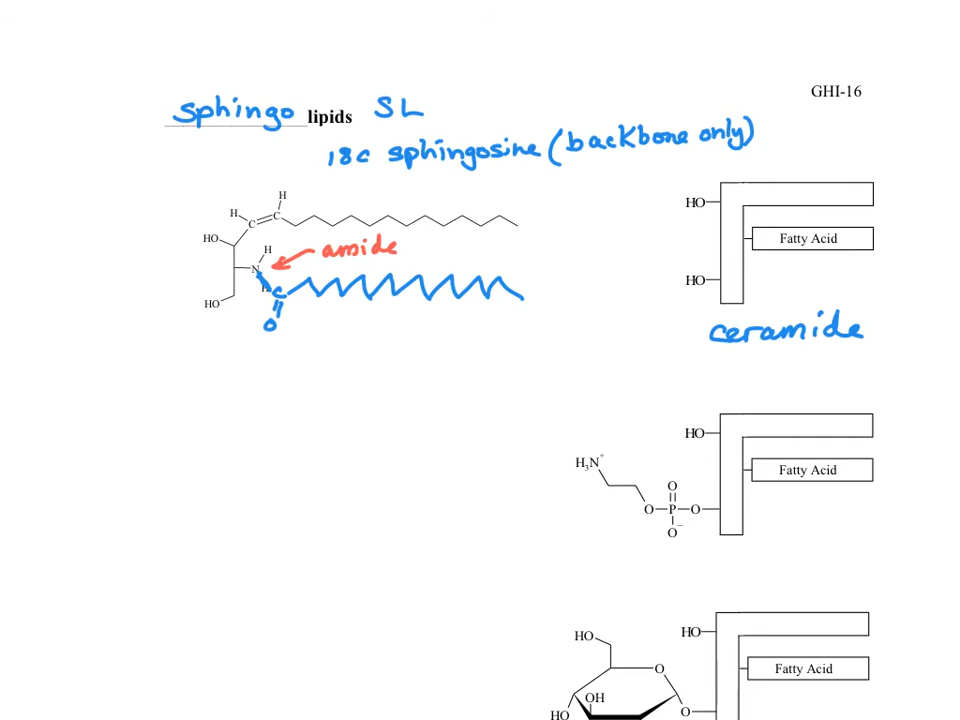 GHI-16
Sphingo lipids SL
18c sphingosine (backbone only)
H
H
C
C
HO
H
amide
N
H
C
HO
O
HO
Fatty Acid
HO
ceramide
HO
H₃N⁺
Fatty Acid
O
O—P—O
O⁻
HO
HO
Fatty Acid
O
OH
HO
O